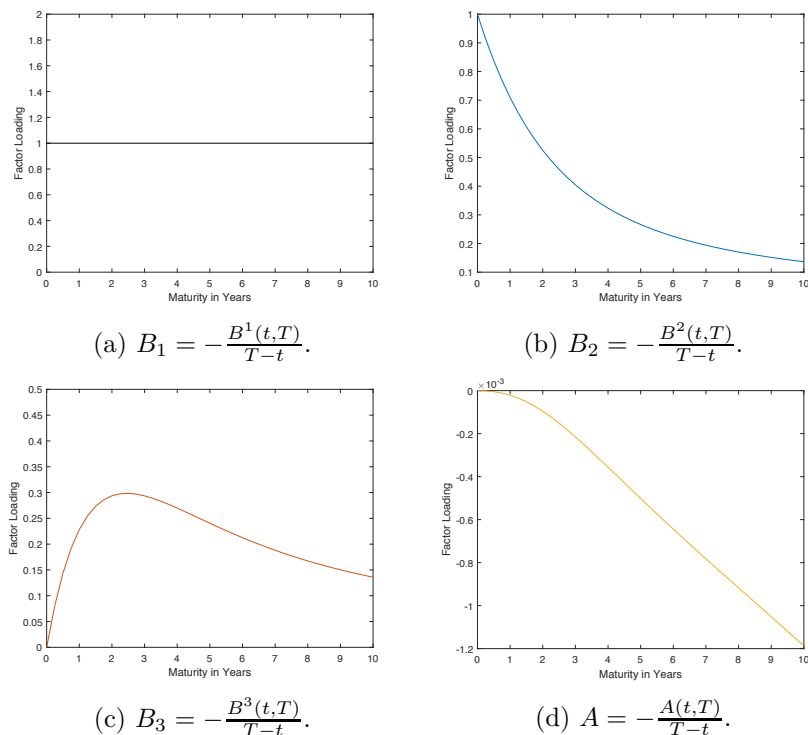 2
1.8
1.6
1.4
1.2
1
0.8
0.6
0.4
0.2
0
Factor Loading
0 1 2 3 4 5 6 7 8 9 10
Maturity in Years
(a) B_1 = -\frac{B^1(t,T)}{T-t}.
1
0.9
0.8
0.7
0.6
0.5
0.4
0.3
0.2
0.1
Factor Loading
0 1 2 3 4 5 6 7 8 9 10
Maturity in Years
(b) B_2 = -\frac{B^2(t,T)}{T-t}.
0.5
0.45
0.4
0.35
0.3
0.25
0.2
0.15
0.1
0.05
0
Factor Loading
0 1 2 3 4 5 6 7 8 9 10
Maturity in Years
(c) B_3 = -\frac{B^3(t,T)}{T-t}.
×10^{-3}
0
-0.2
-0.4
-0.6
-0.8
-1
-1.2
Factor Loading
0 1 2 3 4 5 6 7 8 9 10
Maturity in Years
(d) A = -\frac{A(t,T)}{T-t}.